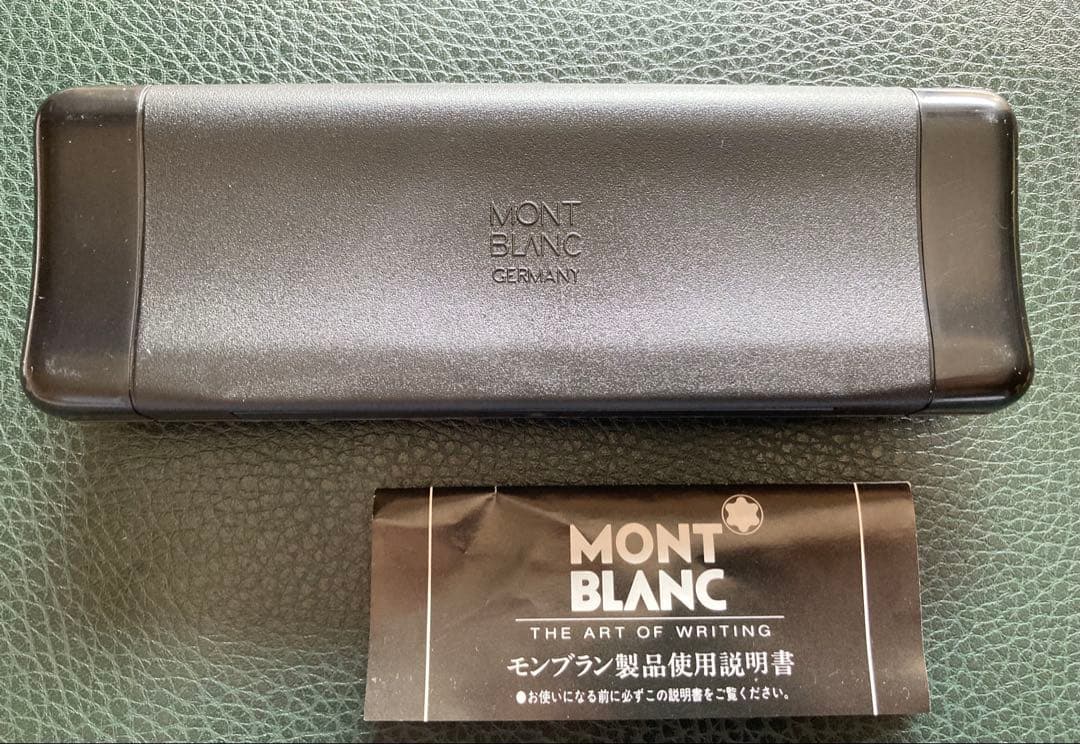 MONT
BLANC
GERMANY
MONT
BLANC
THE ART OF WRITING
モンブラン製品使用説明書
●お使いになる前に必ずこの説明書をご覧ください。